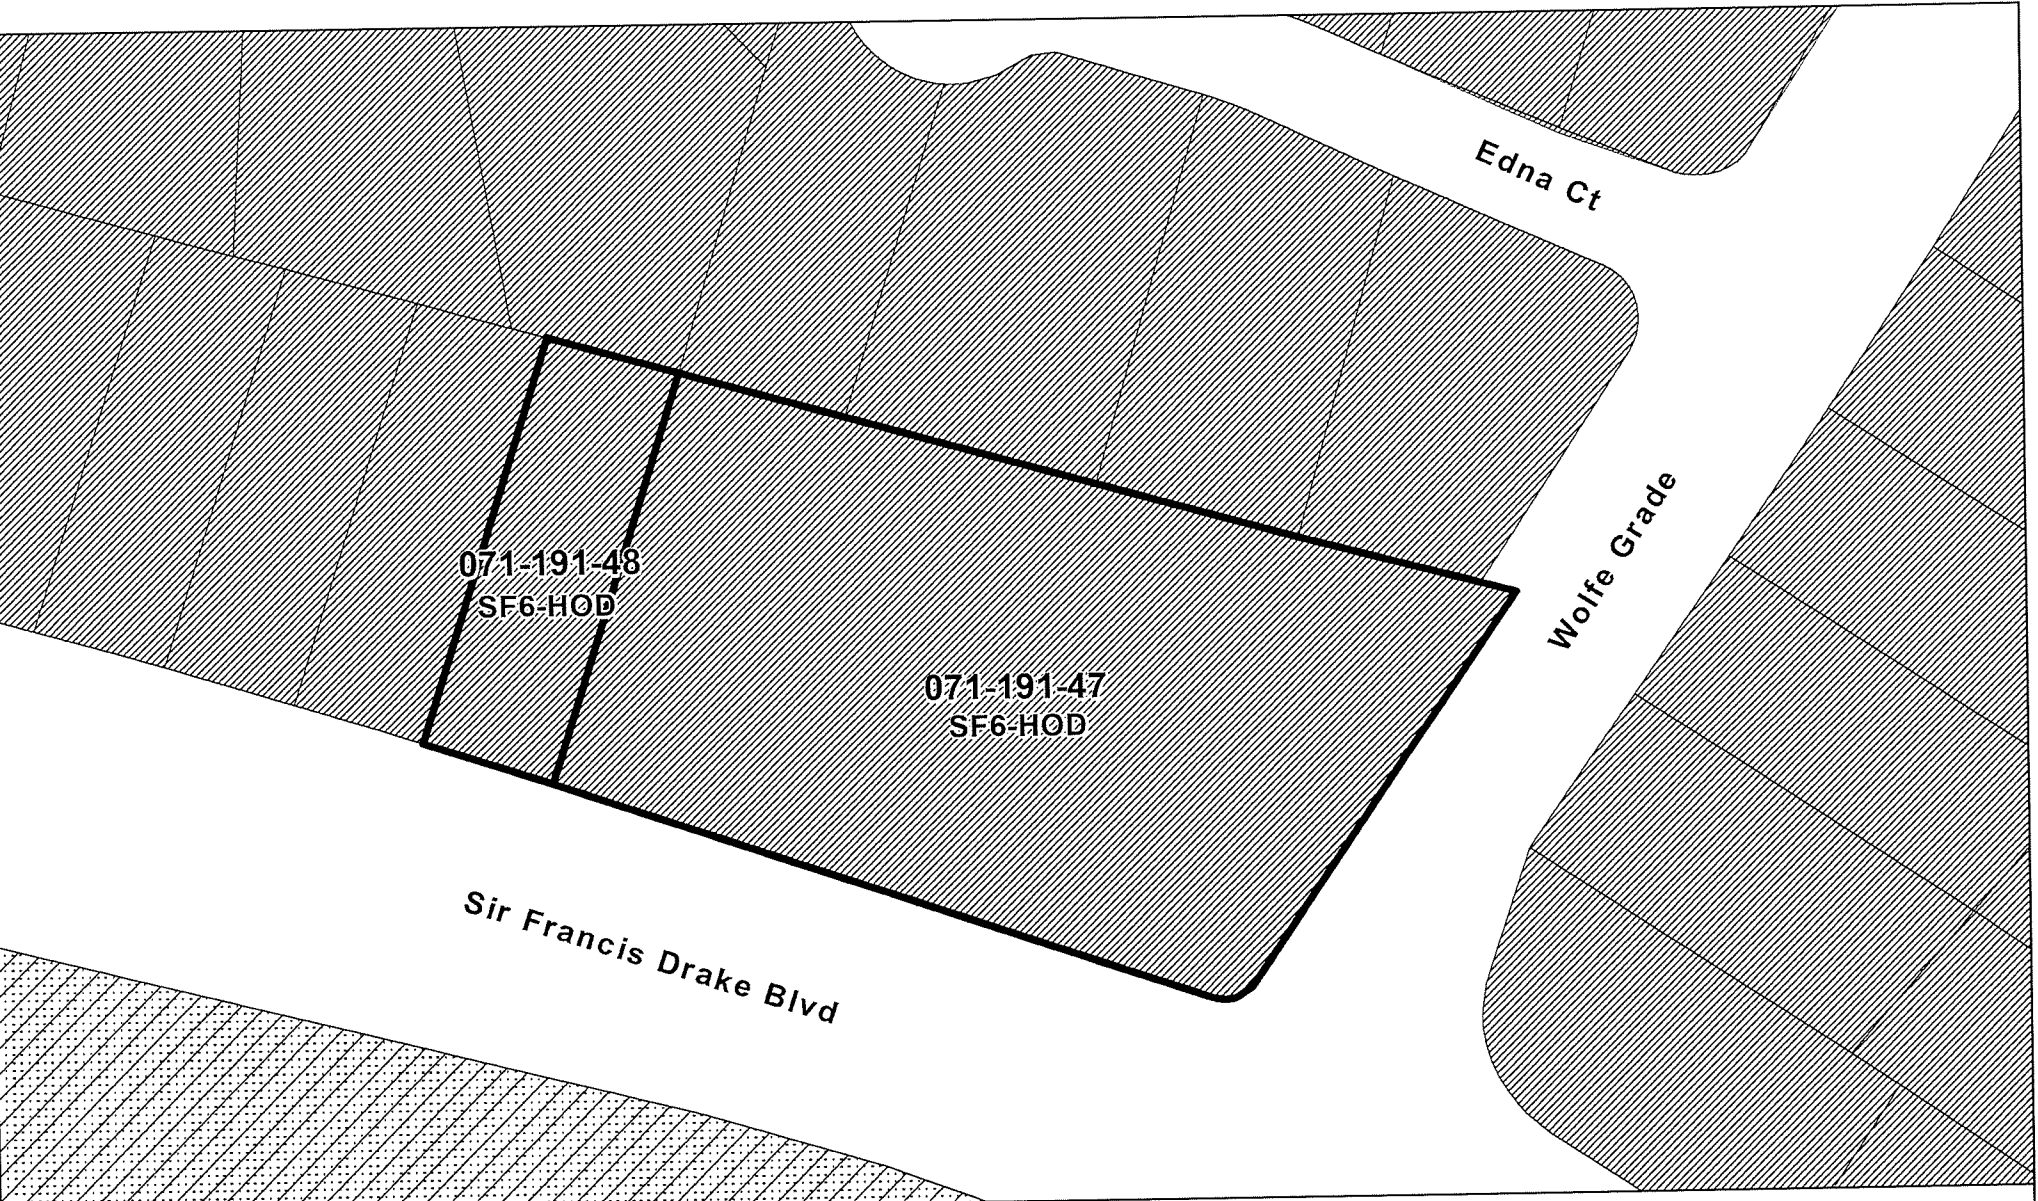 Edna Ct
Wolfe Grade
071-191-48
SF6-HOD
071-191-47
SF6-HOD
Sir Francis Drake Blvd